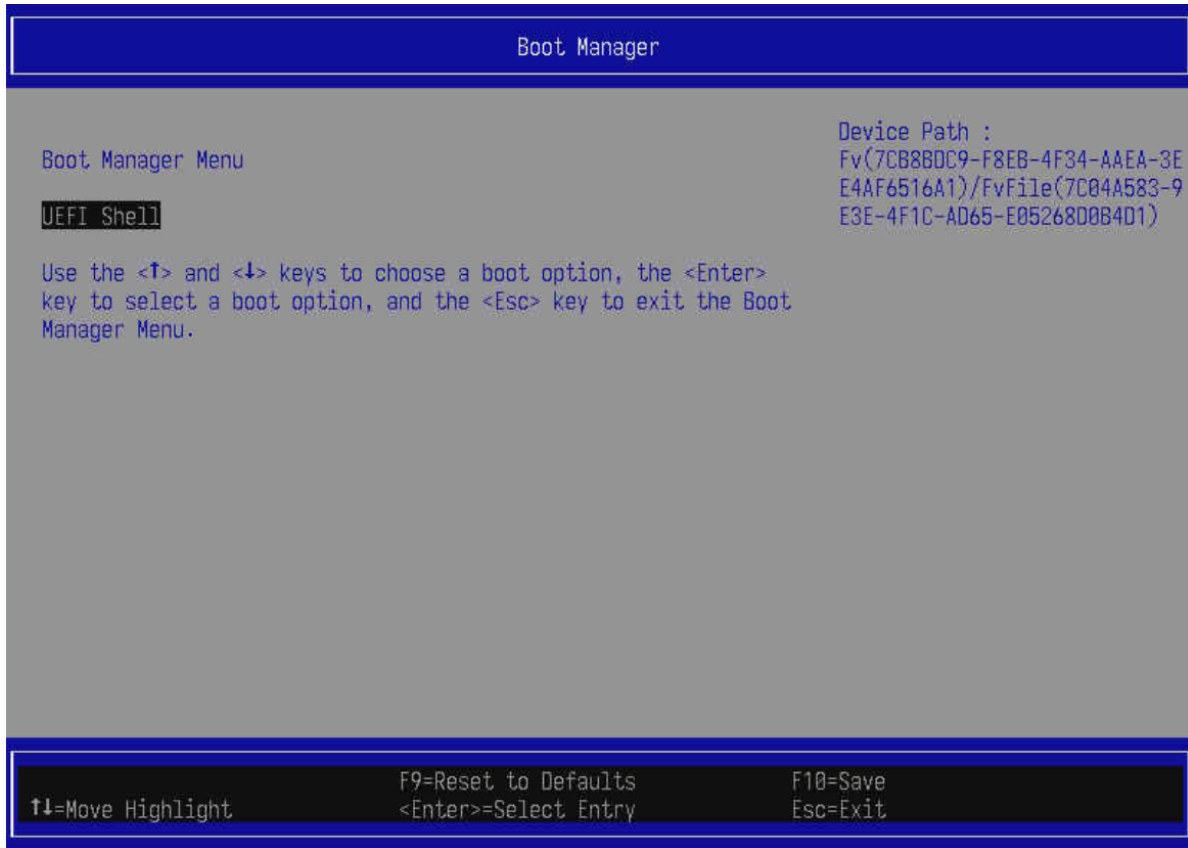 Boot Manager
Device Path :
Boot Manager Menu
Fv(7CB8BDC9-F8EB-4F34-AAEA-3E
E4AF6516A1)/FvFile(7C04A583-9
E3E-4F1C-AD65-E05268D0B4D1)
UEFI Shell
Use the <↑> and <↓> keys to choose a boot option, the <Enter>
key to select a boot option, and the <Esc> key to exit the Boot
Manager Menu.
F9=Reset to Defaults F10=Save
↑↓=Move Highlight <Enter>=Select Entry Esc=Exit